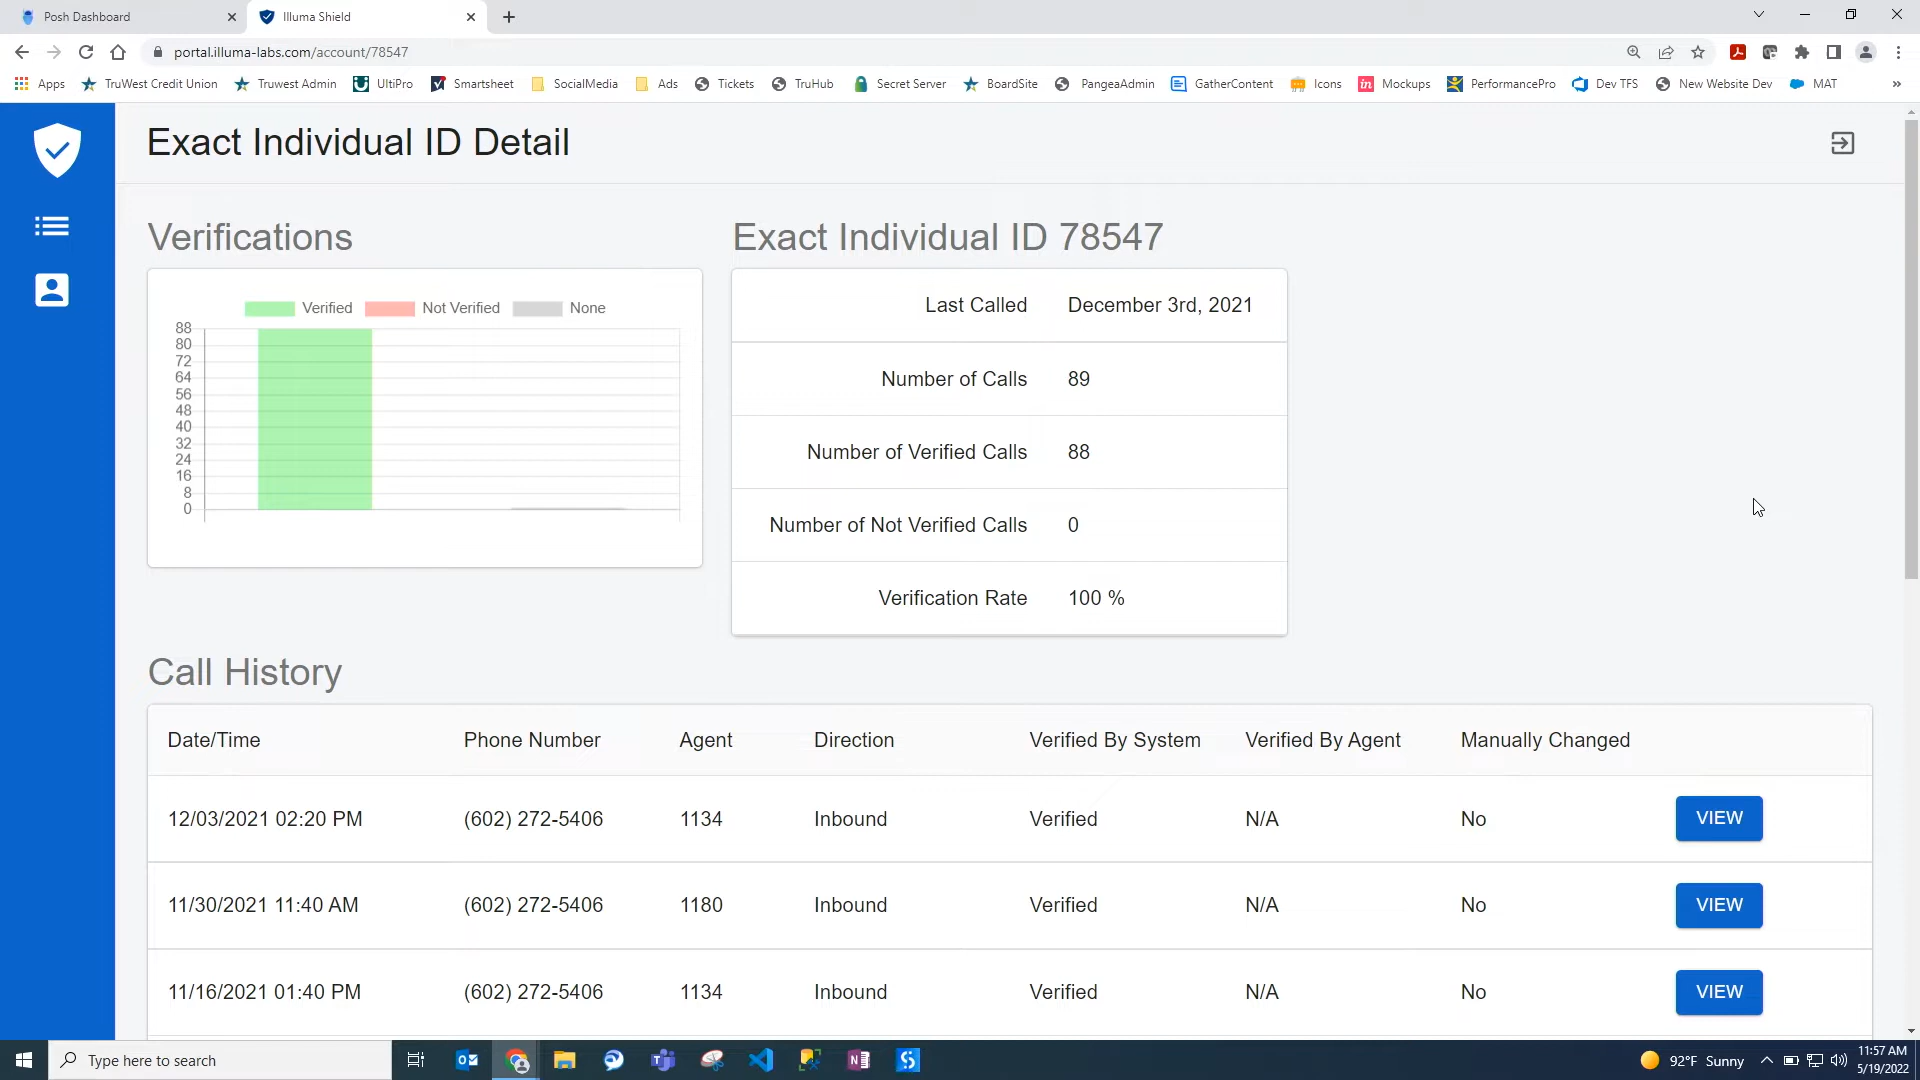 Posh Dashboard
Illuma Shield
portal.illuma-labs.com/account/78547
Apps TruWest Credit Union Truwest Admin UltiPro Smartsheet SocialMedia Ads Tickets TruHub Secret Server BoardSite PangeaAdmin GatherContent Icons Mockups PerformancePro Dev TFS New Website Dev MAT »
Exact Individual ID Detail
Verifications
Exact Individual ID 78547
Verified Not Verified None
88
80
72
64
56
48
40
32
24
16
8
0
Last Called December 3rd, 2021
Number of Calls 89
Number of Verified Calls 88
Number of Not Verified Calls 0
Verification Rate 100 %
Call History
Date/Time Phone Number Agent Direction Verified By System Verified By Agent Manually Changed
12/03/2021 02:20 PM (602) 272-5406 1134 Inbound Verified N/A No VIEW
11/30/2021 11:40 AM (602) 272-5406 1180 Inbound Verified N/A No VIEW
11/16/2021 01:40 PM (602) 272-5406 1134 Inbound Verified N/A No VIEW
Type here to search
92°F Sunny
11:57 AM
5/19/2022